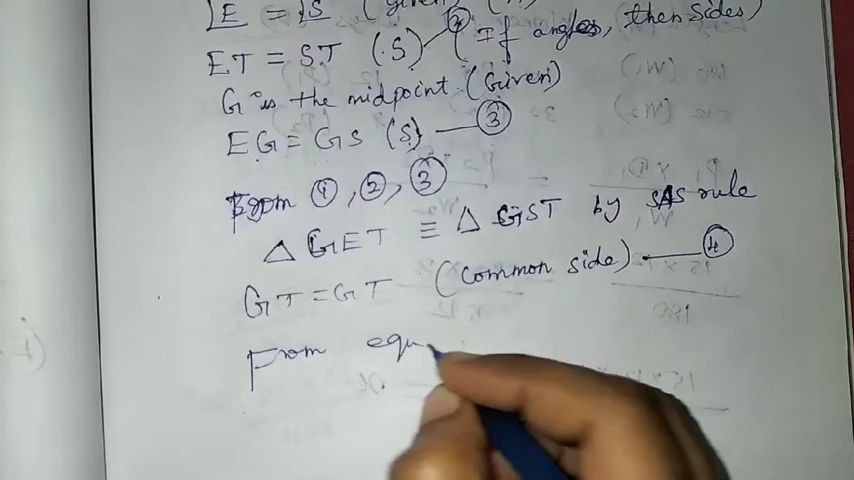 ∟E = ∟S (given)
ET = ST (S) — ② (If angles, then sides)
G is the midpoint (Given)
EG = GS (S) — ③
From ①, ②, ③
△ GET ≡ △ GST by SAS rule
GT = GT (common side) — ④
From equ